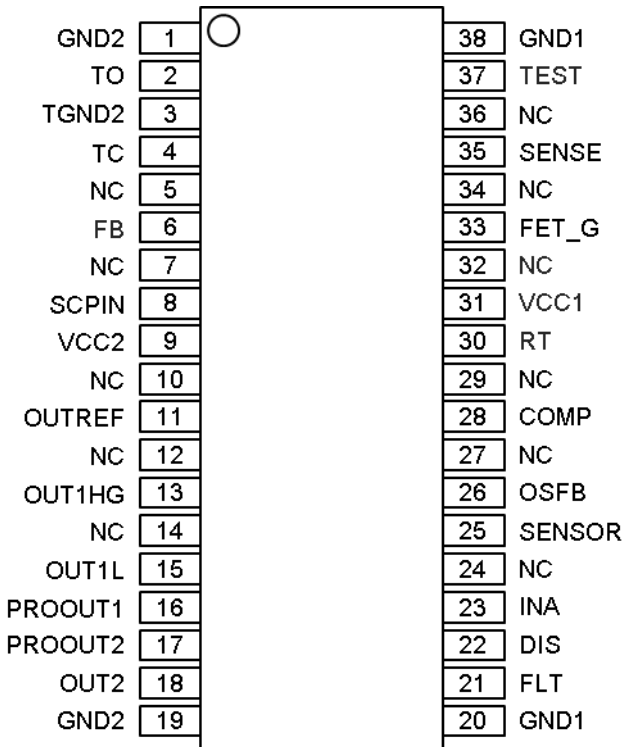 GND2 1 38 GND1
TO 2 37 TEST
TGND2 3 36 NC
TC 4 35 SENSE
NC 5 34 NC
FB 6 33 FET_G
NC 7 32 NC
SCPIN 8 31 VCC1
VCC2 9 30 RT
NC 10 29 NC
OUTREF 11 28 COMP
NC 12 27 NC
OUT1HG 13 26 OSFB
NC 14 25 SENSOR
OUT1L 15 24 NC
PROOUT1 16 23 INA
PROOUT2 17 22 DIS
OUT2 18 21 FLT
GND2 19 20 GND1